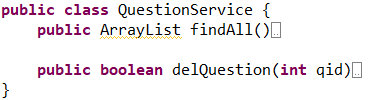 public class QuestionService {
public ArrayList findAll()
public boolean delQuestion(int qid)
}